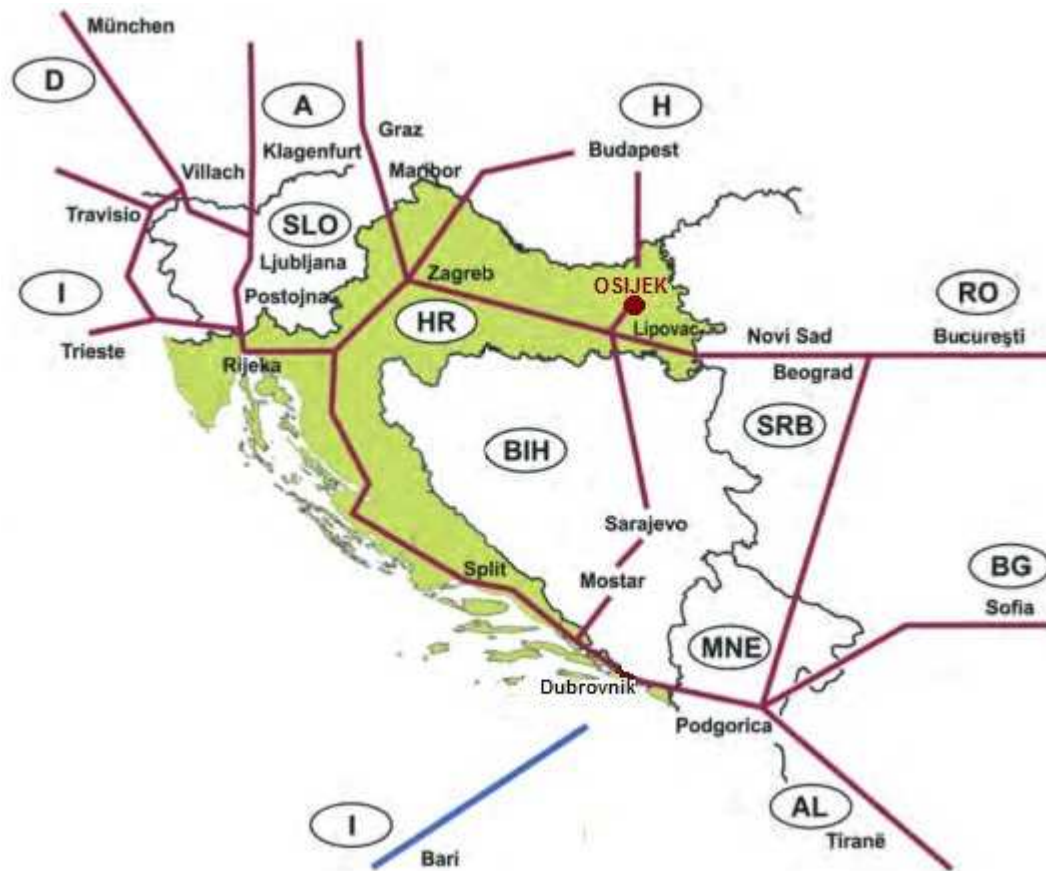 München
D
A
H
Graz
Budapest
Klagenfurt
Maribor
Villach
Travisio
SLO
Ljubljana
Zagreb
OSIJEK
I
Postojna
RO
HR
Lipovac
Novi Sad
Bucureşti
Trieste
Rijeka
Beograd
SRB
BIH
Sarajevo
Split
Mostar
BG
Sofia
MNE
Dubrovnik
Podgorica
AL
I
Tiranë
Bari